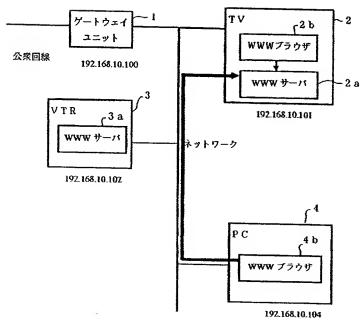 ゲートウェイ
ユニット
1
公衆回線
192.168.10.100
TV
2
2b
WWWブラウザ
WWWサーバ
2a
192.168.10.101
VTR
3
3a
WWWサーバ
192.168.10.102
ネットワーク
PC
4
4b
WWWブラウザ
192.168.10.104